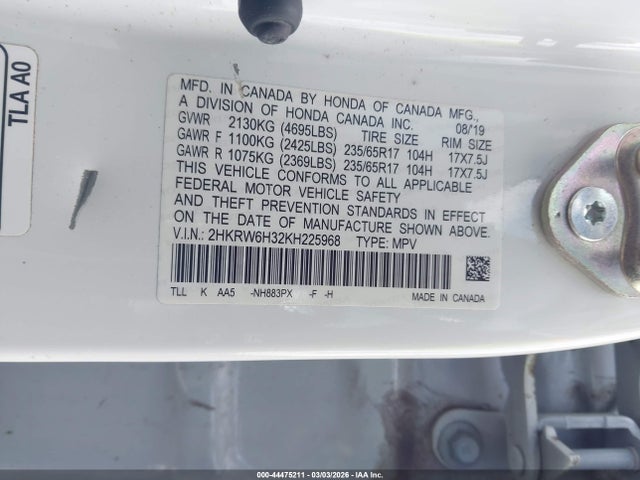 TLA A0
MFD. IN CANADA BY HONDA OF CANADA MFG.,
A DIVISION OF HONDA CANADA INC. 08/19
GVWR 2130KG (4695LBS) TIRE SIZE RIM SIZE
GAWR F 1100KG (2425LBS) 235/65R17 104H 17X7.5J
GAWR R 1075KG (2369LBS) 235/65R17 104H 17X7.5J
THIS VEHICLE CONFORMS TO ALL APPLICABLE
FEDERAL MOTOR VEHICLE SAFETY
AND THEFT PREVENTION STANDARDS IN EFFECT
ON THE DATE OF MANUFACTURE SHOWN ABOVE.
V.I.N.: 2HKRW6H32KH225968 TYPE: MPV
TLL K AA5 -NH883PX -F -H MADE IN CANADA
000-44475211 - 03/03/2026 - IAA Inc.